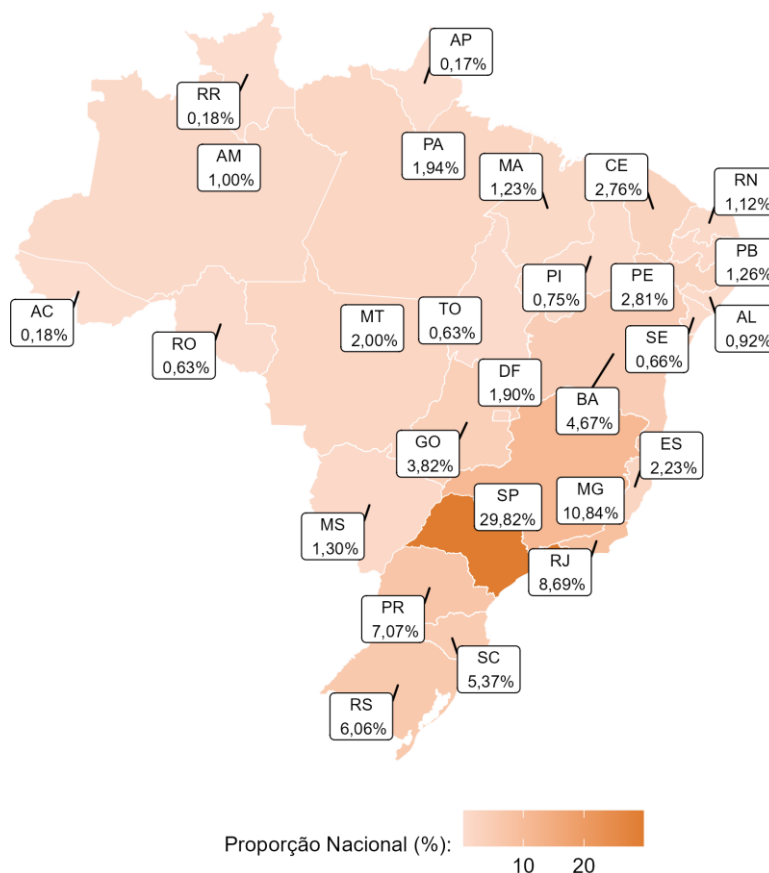 AP
0,17%
RR
0,18%
AM
1,00%
PA
1,94%
MA
1,23%
CE
2,76%
RN
1,12%
PB
1,26%
PI
0,75%
PE
2,81%
AC
0,18%
RO
0,63%
MT
2,00%
TO
0,63%
AL
0,92%
SE
0,66%
DF
1,90%
BA
4,67%
GO
3,82%
ES
2,23%
SP
29,82%
MG
10,84%
MS
1,30%
RJ
8,69%
PR
7,07%
SC
5,37%
RS
6,06%
Proporção Nacional (%):
10 20